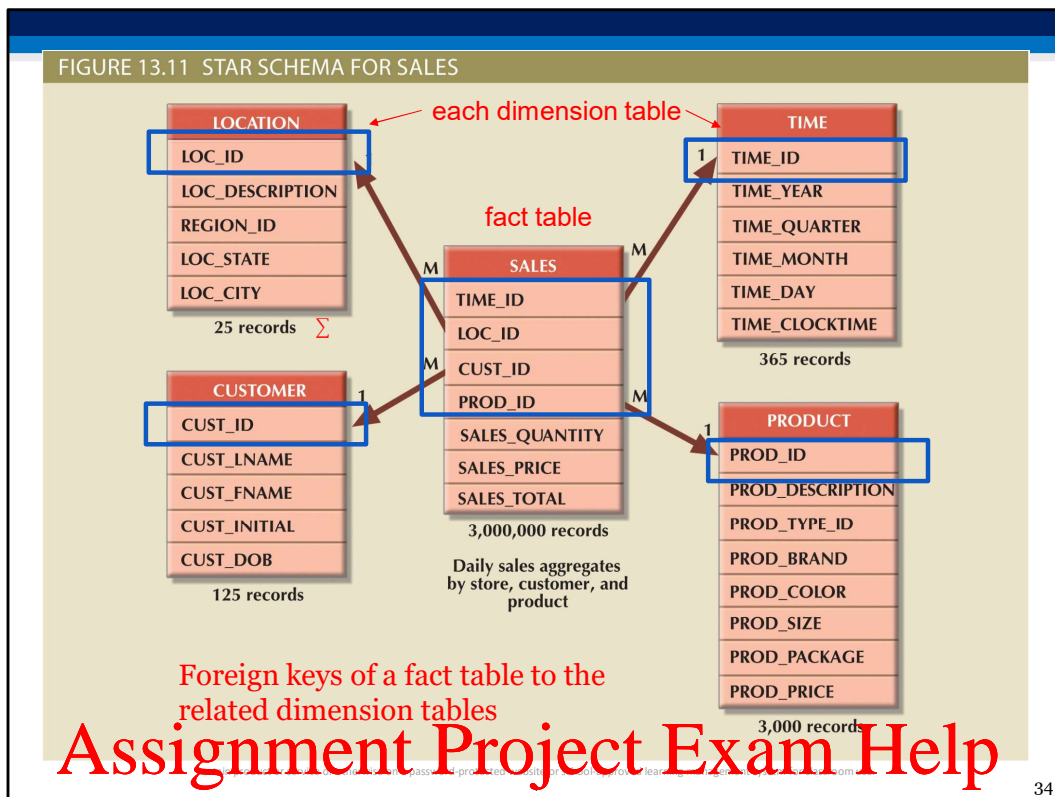 FIGURE 13.11 STAR SCHEMA FOR SALES
each dimension table
LOCATION
LOC_ID
LOC_DESCRIPTION
REGION_ID
LOC_STATE
LOC_CITY
25 records ∑
TIME
1 TIME_ID
TIME_YEAR
TIME_QUARTER
TIME_MONTH
TIME_DAY
TIME_CLOCKTIME
365 records
fact table
M
M
SALES
TIME_ID
LOC_ID
M CUST_ID
PROD_ID M
SALES_QUANTITY
SALES_PRICE
SALES_TOTAL
3,000,000 records
Daily sales aggregates
by store, customer, and
product
CUSTOMER
1
CUST_ID
CUST_LNAME
CUST_FNAME
CUST_INITIAL
CUST_DOB
125 records
PRODUCT
1
PROD_ID
PROD_DESCRIPTION
PROD_TYPE_ID
PROD_BRAND
PROD_COLOR
PROD_SIZE
PROD_PACKAGE
PROD_PRICE
3,000 records
Foreign keys of a fact table to the
related dimension tables
Assignment Project Exam Help
34